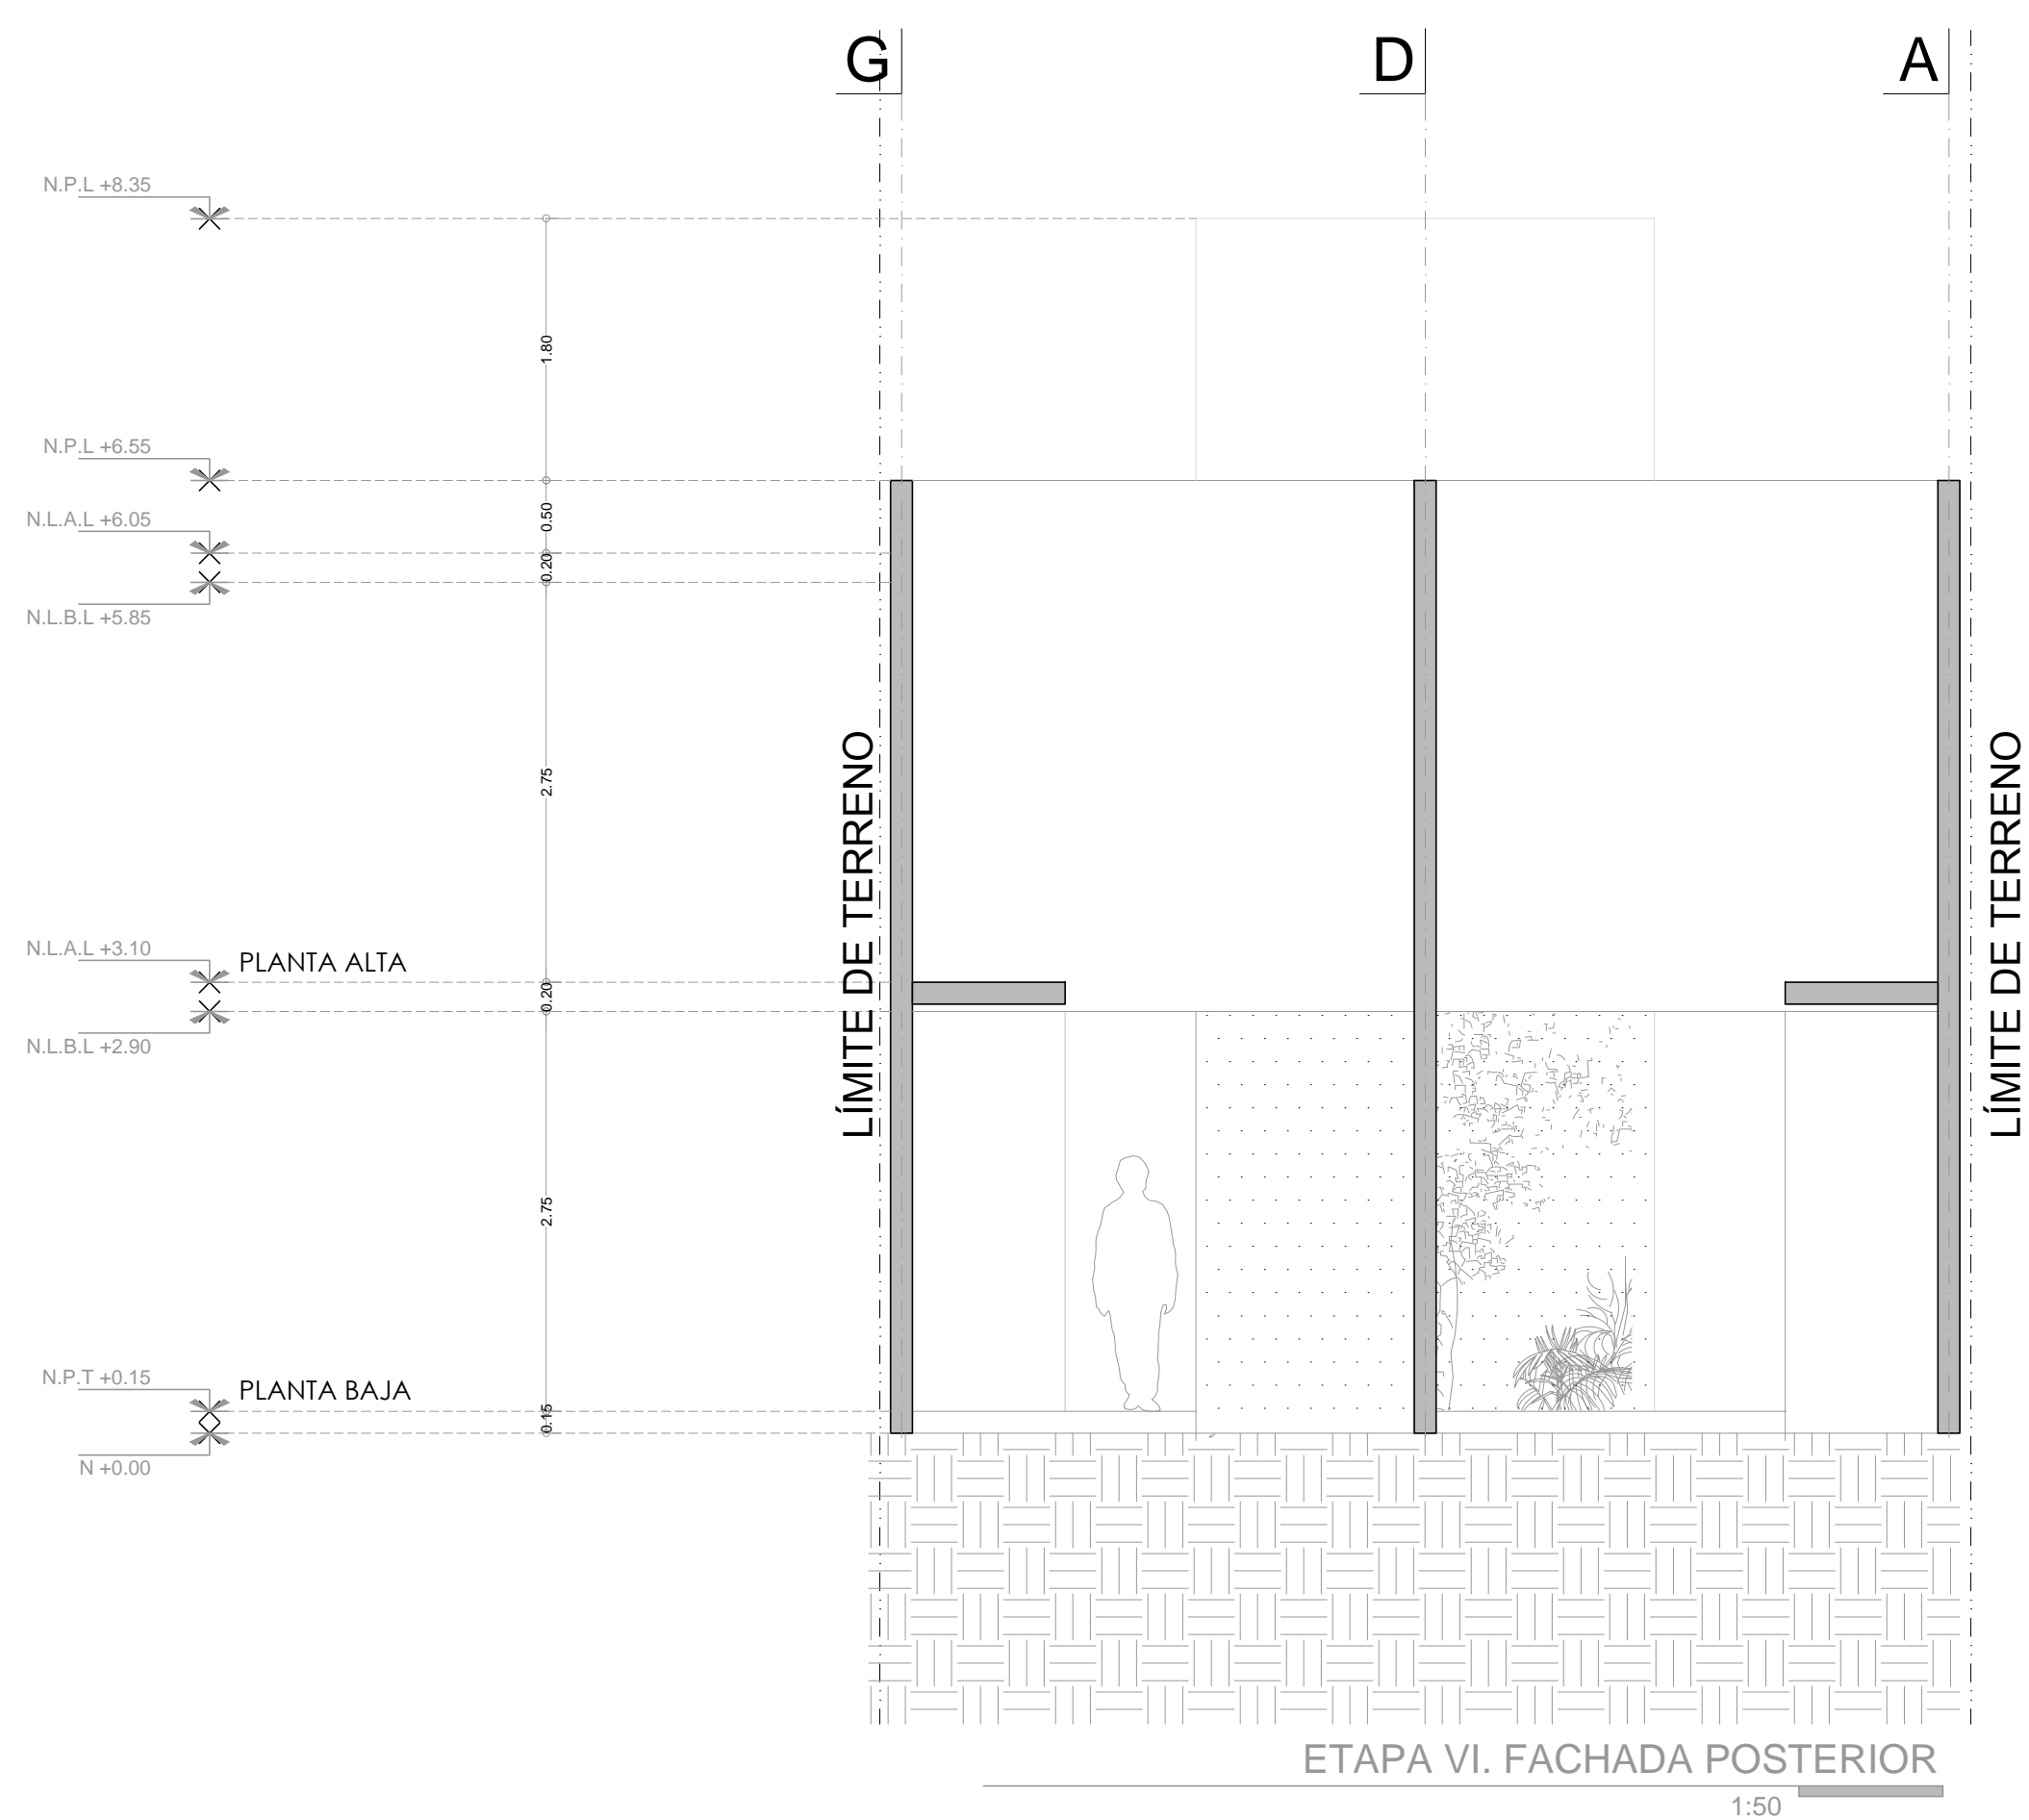 G
D
A
N.P.L +8.35
1.80
N.P.L +6.55
0.50
N.L.A.L +6.05
0.20
N.L.B.L +5.85
2.75
LÍMITE DE TERRENO
LÍMITE DE TERRENO
N.L.A.L +3.10
PLANTA ALTA
0.20
N.L.B.L +2.90
2.75
N.P.T +0.15
PLANTA BAJA
0.15
N +0.00
ETAPA VI. FACHADA POSTERIOR
1:50